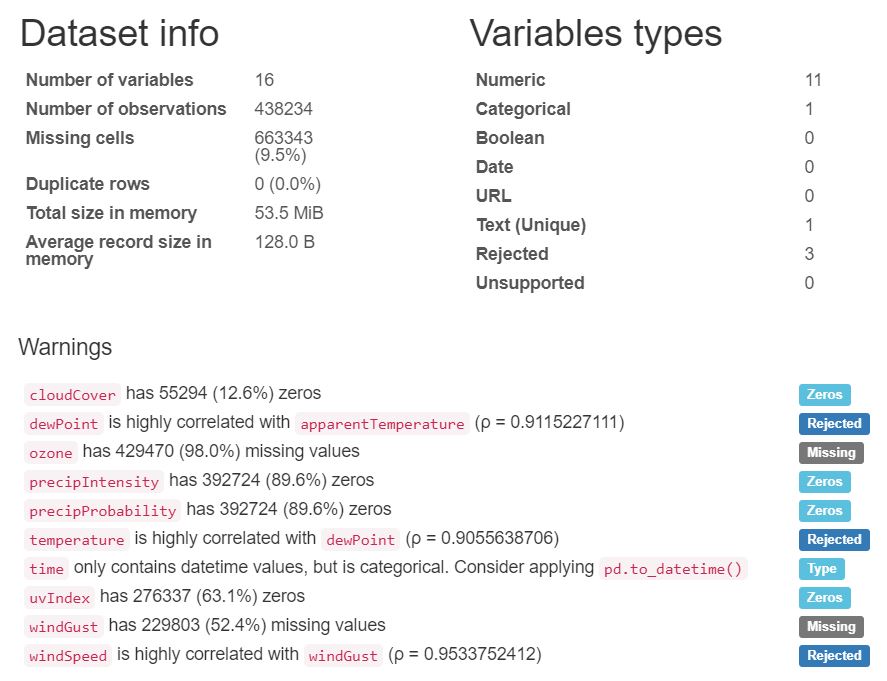 Dataset info
Number of variables 16
Number of observations 438234
Missing cells 663343
(9.5%)
Duplicate rows 0 (0.0%)
Total size in memory 53.5 MiB
Average record size in 128.0 B
memory
Variables types
Numeric 11
Categorical 1
Boolean 0
Date 0
URL 0
Text (Unique) 1
Rejected 3
Unsupported 0
Warnings
cloudCover has 55294 (12.6%) zeros Zeros
dewPoint is highly correlated with apparentTemperature (ρ = 0.9115227111) Rejected
ozone has 429470 (98.0%) missing values Missing
precipIntensity has 392724 (89.6%) zeros Zeros
precipProbability has 392724 (89.6%) zeros Zeros
temperature is highly correlated with dewPoint (ρ = 0.9055638706) Rejected
time only contains datetime values, but is categorical. Consider applying pd.to_datetime() Type
uvIndex has 276337 (63.1%) zeros Zeros
windGust has 229803 (52.4%) missing values Missing
windSpeed is highly correlated with windGust (ρ = 0.9533752412) Rejected